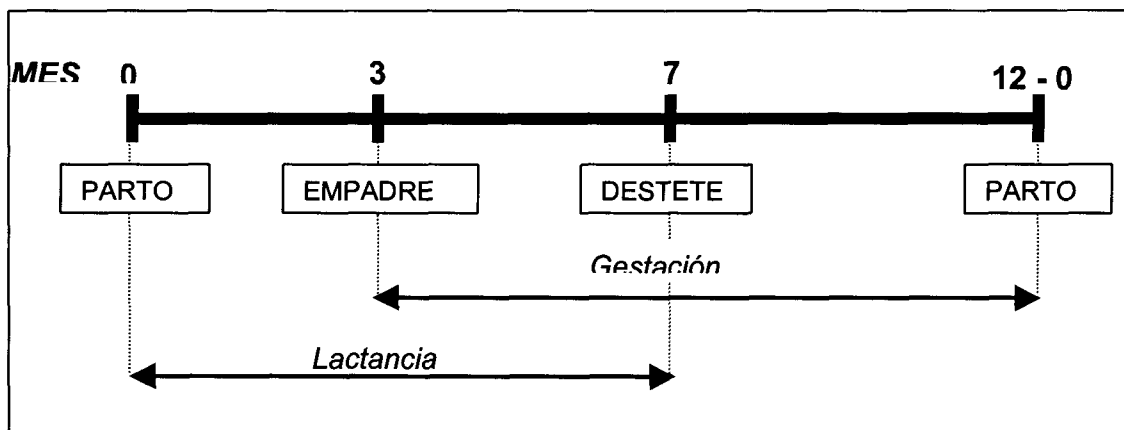 MES 0 3 7 12 - 0
PARTO EMPADRE DESTETE PARTO
Gestación
Lactancia